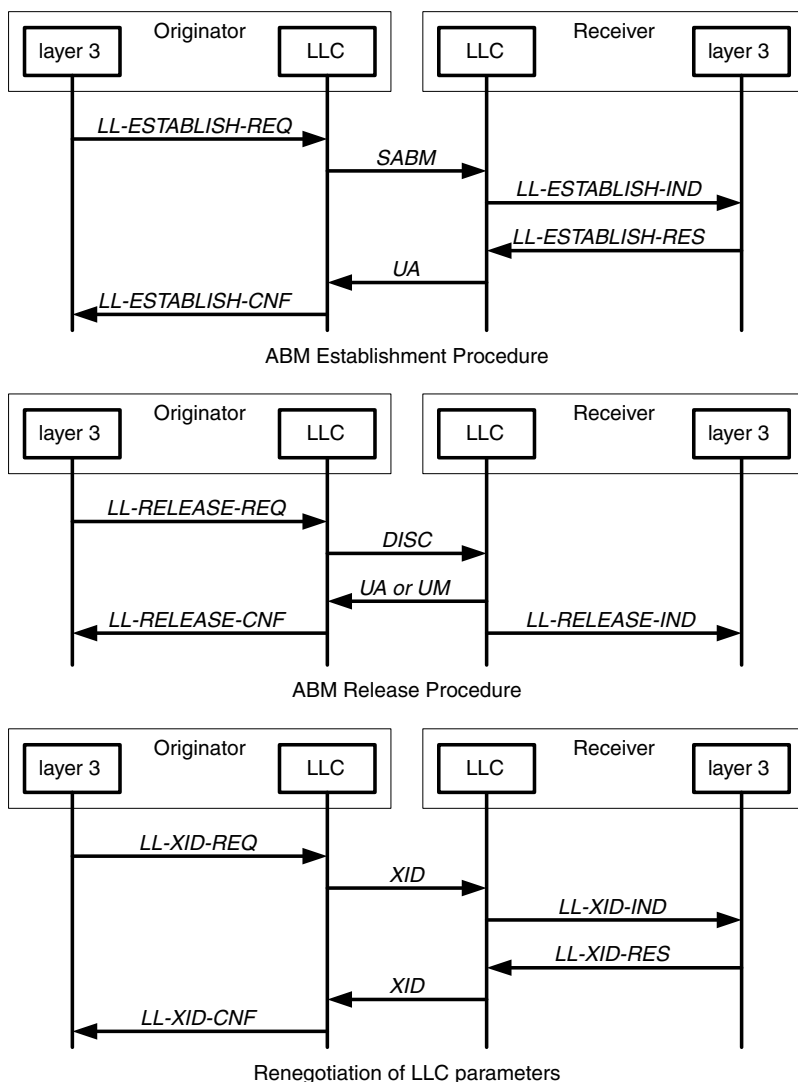 Originator
Receiver
layer 3
LLC
LLC
layer 3
LL-ESTABLISH-REQ
SABM
LL-ESTABLISH-IND
LL-ESTABLISH-RES
UA
LL-ESTABLISH-CNF
ABM Establishment Procedure
Originator
Receiver
layer 3
LLC
LLC
layer 3
LL-RELEASE-REQ
DISC
UA or UM
LL-RELEASE-CNF
LL-RELEASE-IND
ABM Release Procedure
Originator
Receiver
layer 3
LLC
LLC
layer 3
LL-XID-REQ
XID
LL-XID-IND
LL-XID-RES
XID
LL-XID-CNF
Renegotiation of LLC parameters